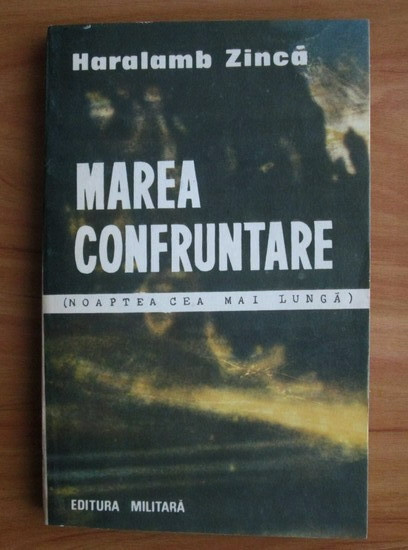 Haralamb Zincă
MAREA
CONFRUNTARE
(NOAPTEA CEA MAI LUNGĂ)
EDITURA MILITARĂ